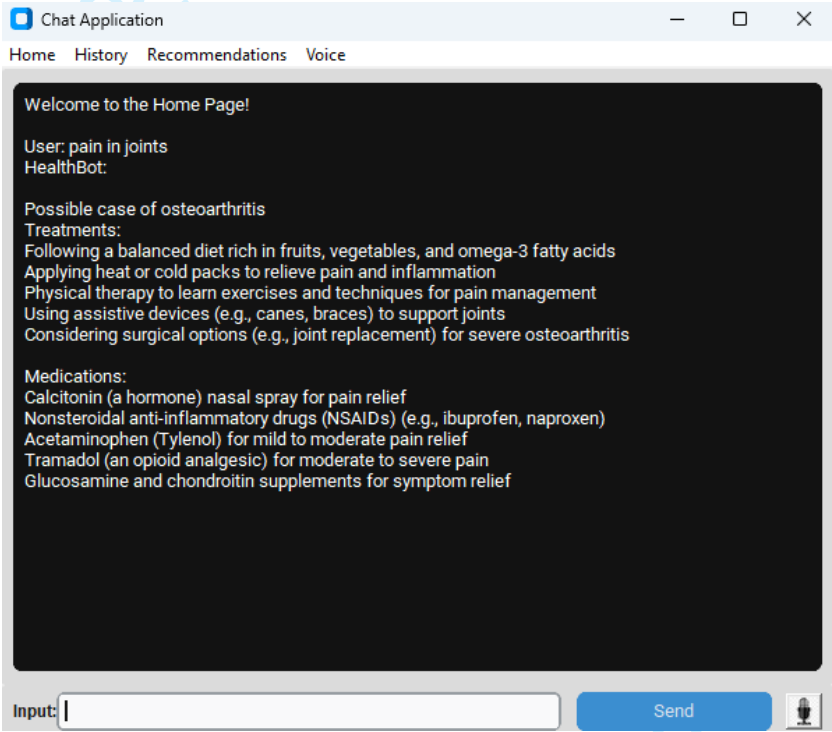 Chat Application
Home History Recommendations Voice
Welcome to the Home Page!
User: pain in joints
HealthBot:
Possible case of osteoarthritis
Treatments:
Following a balanced diet rich in fruits, vegetables, and omega-3 fatty acids
Applying heat or cold packs to relieve pain and inflammation
Physical therapy to learn exercises and techniques for pain management
Using assistive devices (e.g., canes, braces) to support joints
Considering surgical options (e.g., joint replacement) for severe osteoarthritis
Medications:
Calcitonin (a hormone) nasal spray for pain relief
Nonsteroidal anti-inflammatory drugs (NSAIDs) (e.g., ibuprofen, naproxen)
Acetaminophen (Tylenol) for mild to moderate pain relief
Tramadol (an opioid analgesic) for moderate to severe pain
Glucosamine and chondroitin supplements for symptom relief
Input: Send